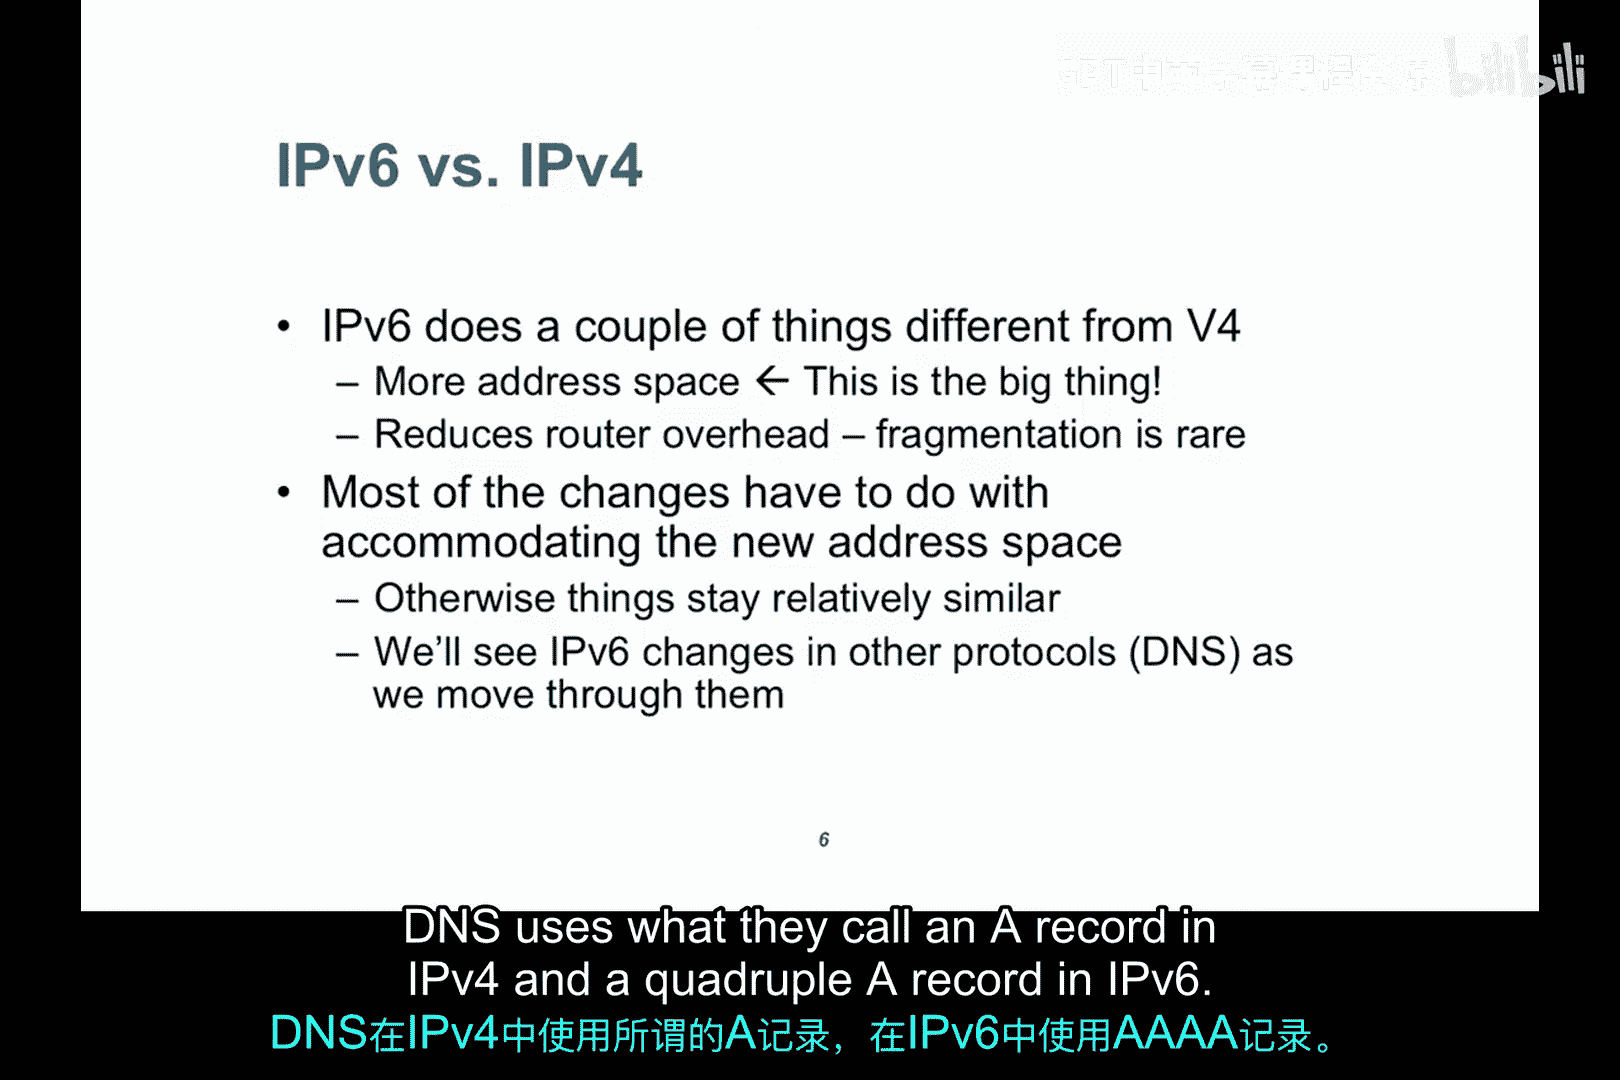 bilibili
IPv6 vs. IPv4
• IPv6 does a couple of things different from V4
– More address space ← This is the big thing!
– Reduces router overhead – fragmentation is rare
• Most of the changes have to do with
accommodating the new address space
– Otherwise things stay relatively similar
– We'll see IPv6 changes in other protocols (DNS) as
we move through them
6
DNS uses what they call an A record in
IPv4 and a quadruple A record in IPv6.
DNS在IPv4中使用所谓的A记录，在IPv6中使用AAAA记录。